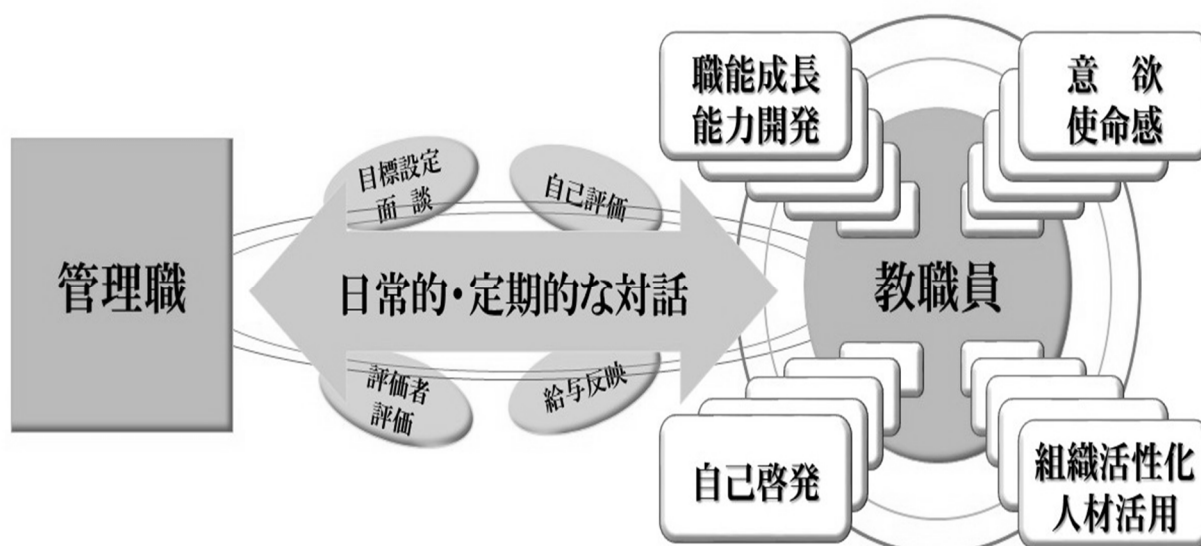 職能成長
能力開発
意　欲
使命感
目標設定
面　談
自己評価
管理職
日常的・定期的な対話
教職員
評価者
評価
給与反映
自己啓発
組織活性化
人材活用